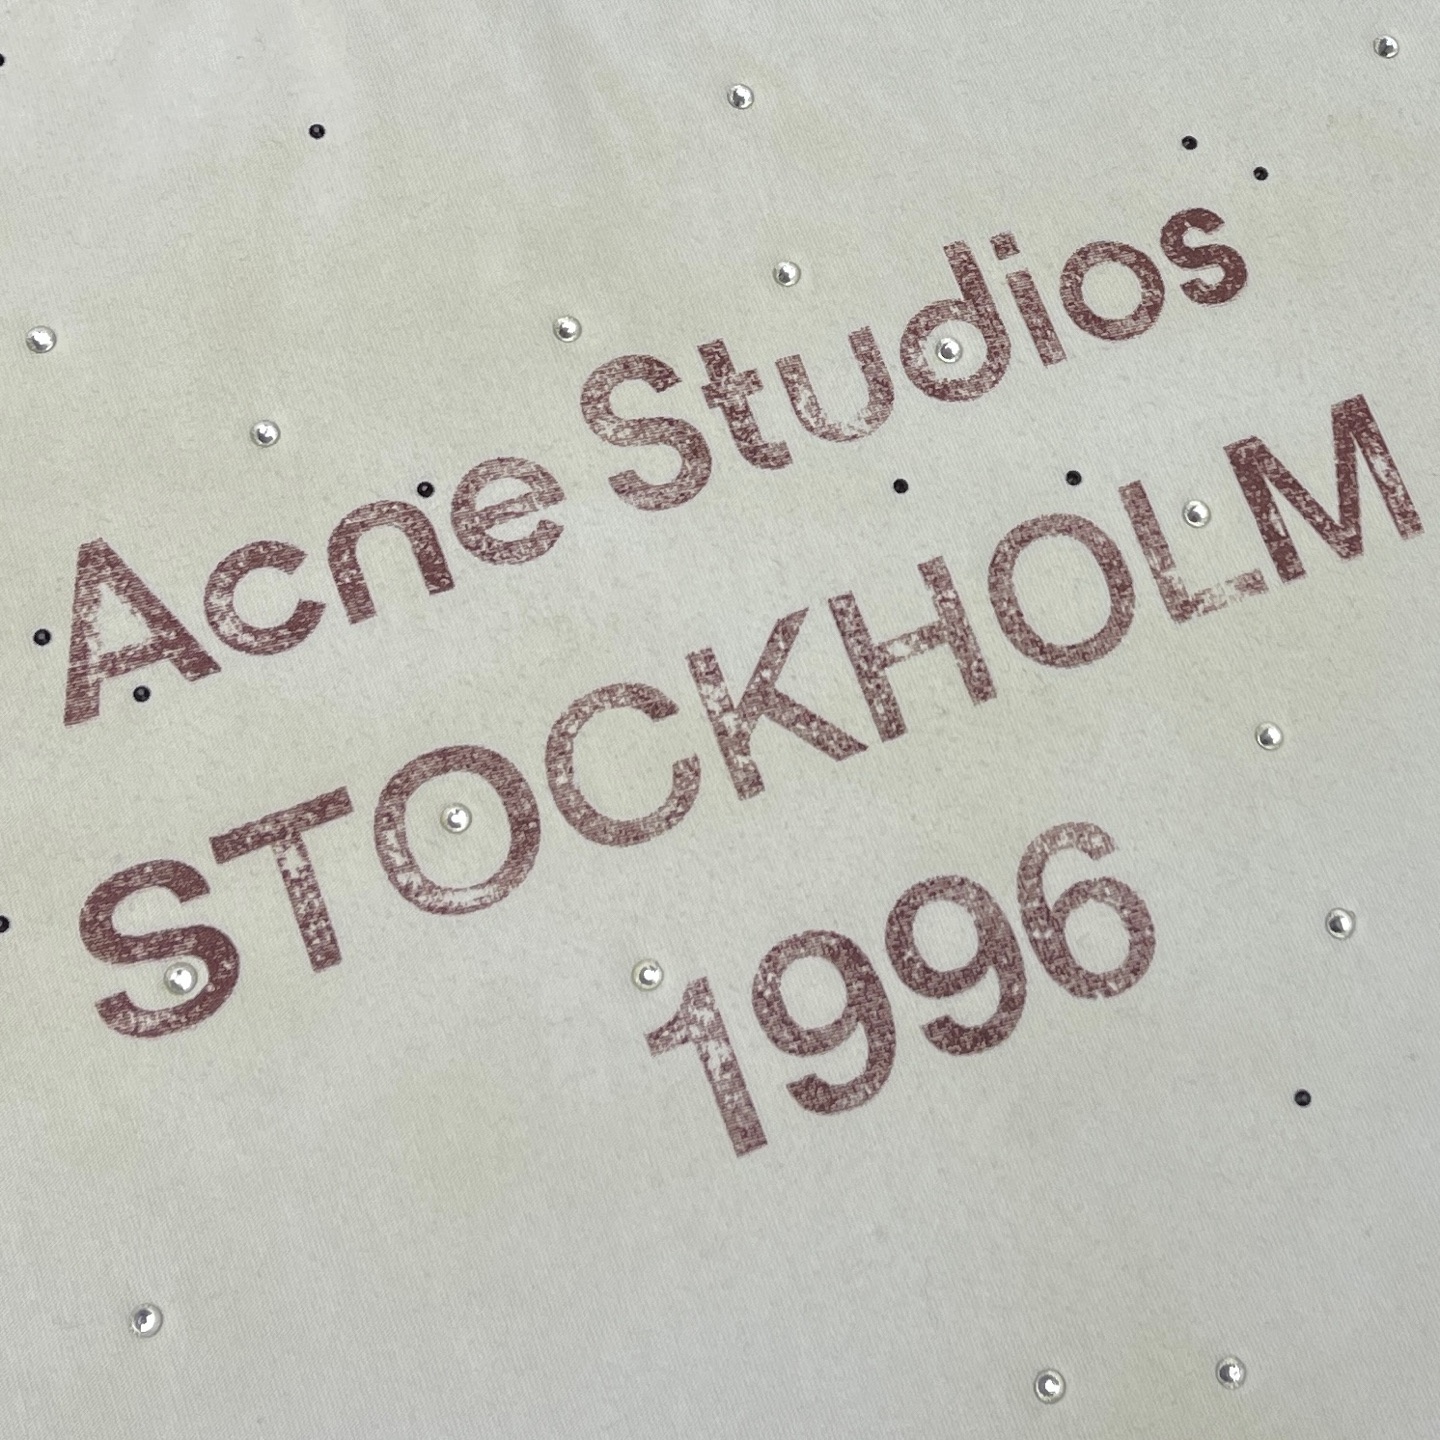 Acne Studios
STOCKHOLM
1996